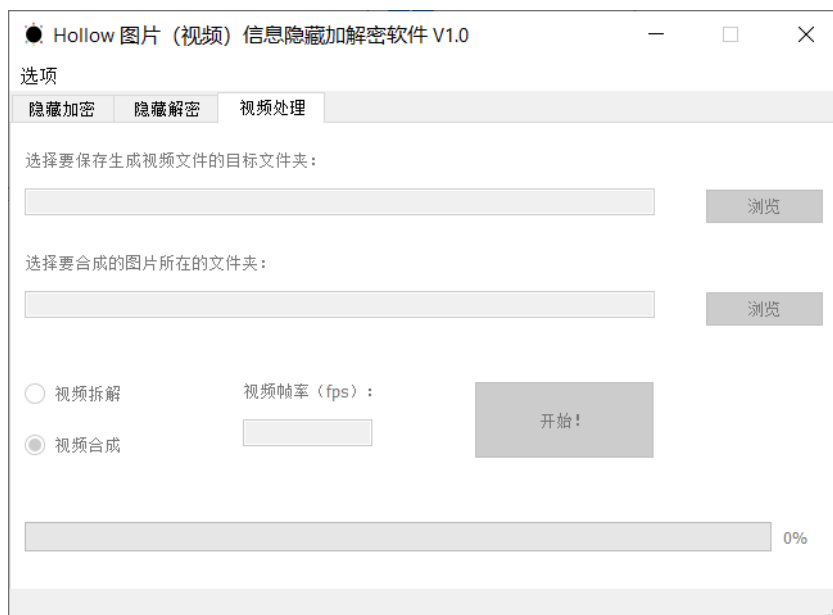 Hollow 图片（视频）信息隐藏加解密软件 V1.0
选项
隐藏加密 隐藏解密 视频处理
选择要保存生成视频文件的目标文件夹:
浏览
选择要合成的图片所在的文件夹:
浏览
视频拆解 视频帧率（fps）:
开始!
视频合成
0%